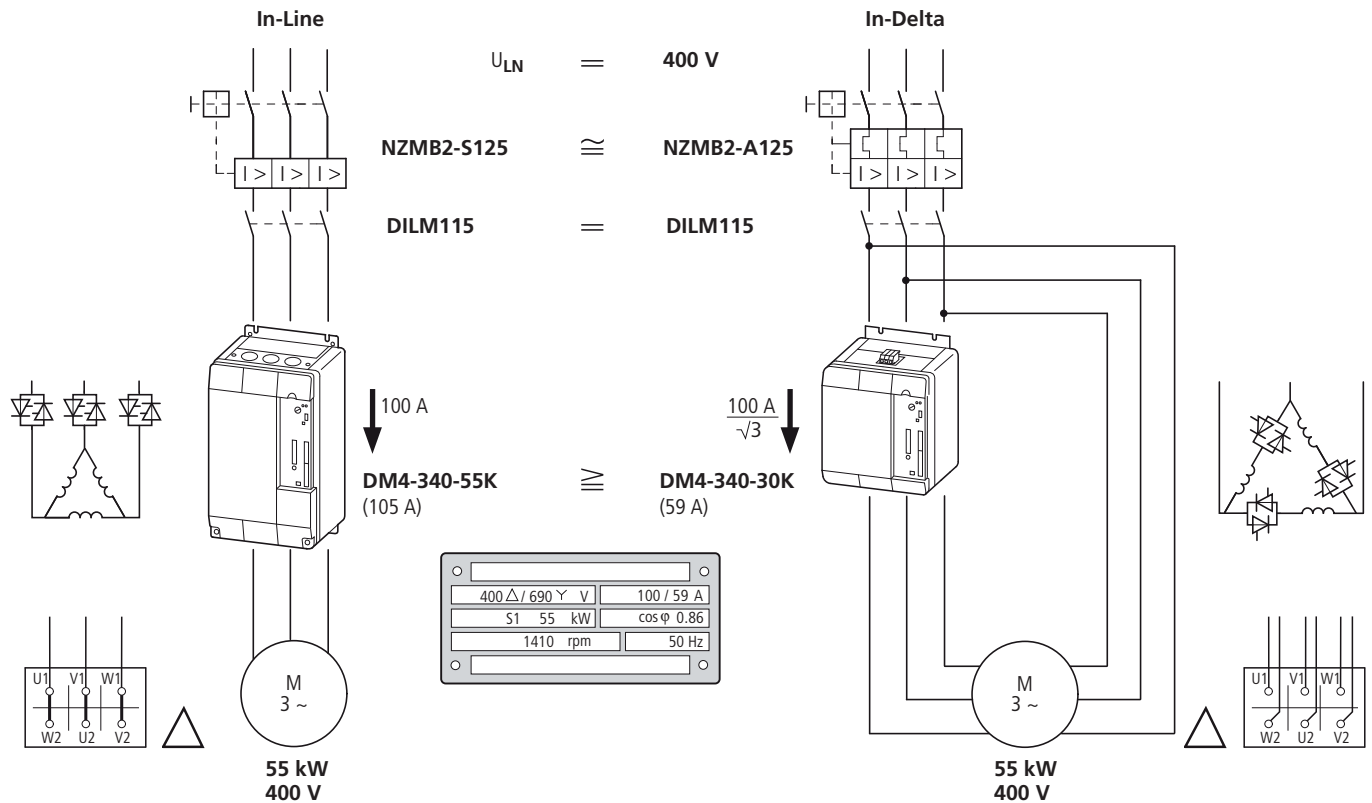 In-Line
In-Delta
U LN = 400 V
NZMB2-S125 ≅ NZMB2-A125
I > I > I >
I > I > I >
DILM115 = DILM115
100 A
100 A
√3
DM4-340-55K ≧ DM4-340-30K
(105 A)
(59 A)
400 △ / 690 Y V
100 / 59 A
S1 55 kW
cos φ 0.86
1410 rpm
50 Hz
U1 V1 W1
W2 U2 V2
M
3 ~
55 kW
400 V
M
3 ~
55 kW
400 V
U1 V1 W1
W2 U2 V2